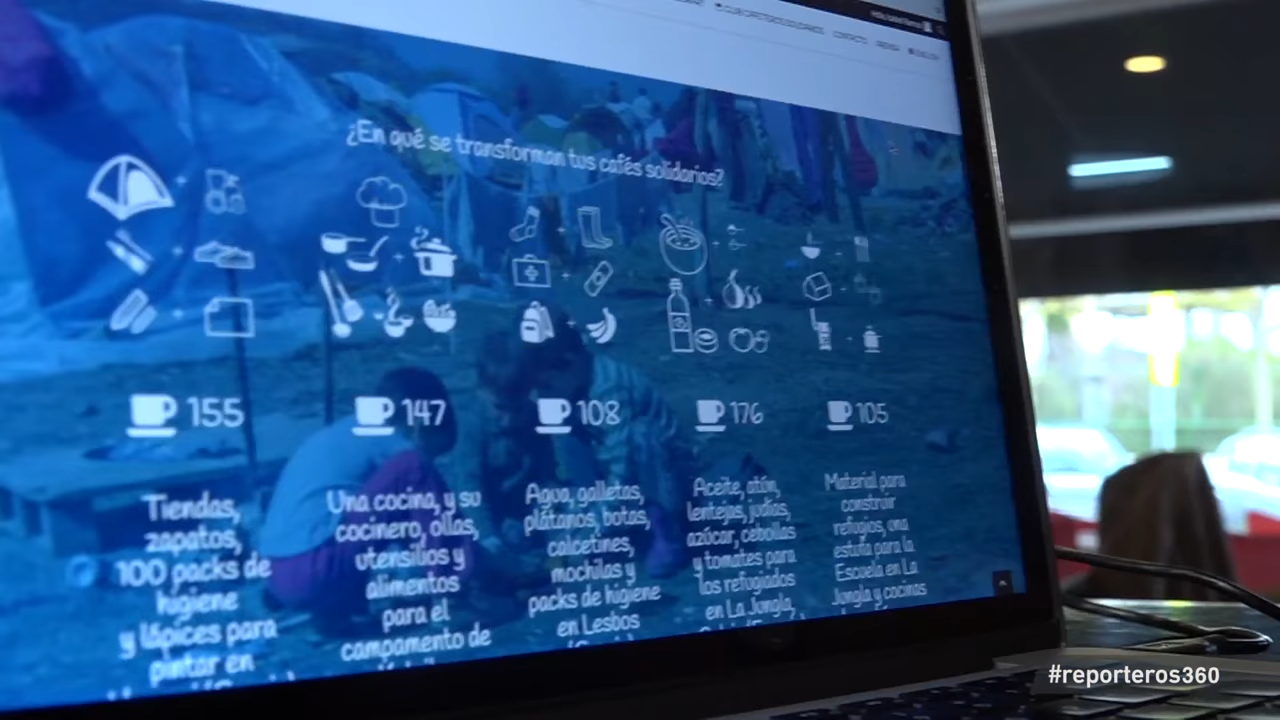 CONTACTO
¿En qué se transforman tus cafés solidarios?
155
147
108
176
105
Tiendas,
zapatos,
100 packs de
higiene
y lápices para
pintar en
Una cocina, y su
cocinero, ollas,
utensilios y
alimentos
para el
campamento de
Agua, galletas,
plátanos, botas,
calcetines,
mochilas y
packs de higiene
en Lesbos
Aceite, atún,
lentejas, judías,
azúcar, cebollas
y tomates para
los refugiados
en La Jungla,
Material para
construir
refugios, una
estufa para la
Escuela en La
Jungla y cocinas
#reporteros360